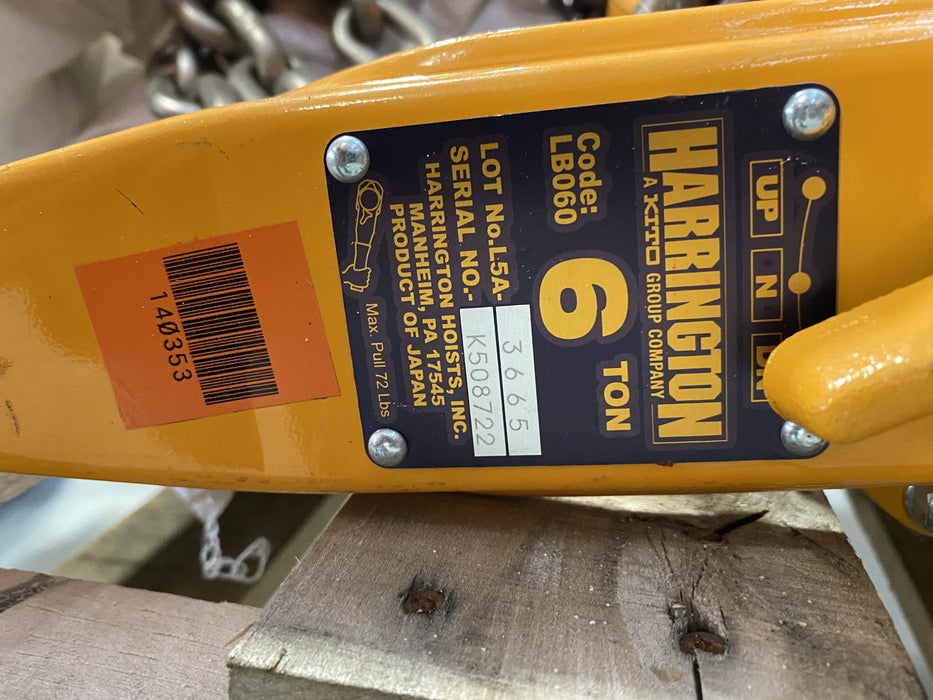 UP N DN
HARRINGTON
A KITO GROUP COMPANY
6 TON
Code:
LB060
LOT No.L5A- 3665
SERIAL NO.- K508722
HARRINGTON HOISTS, INC.
MANHEIM, PA 17545
PRODUCT OF JAPAN
Max. Pull 72 Lbs
140353